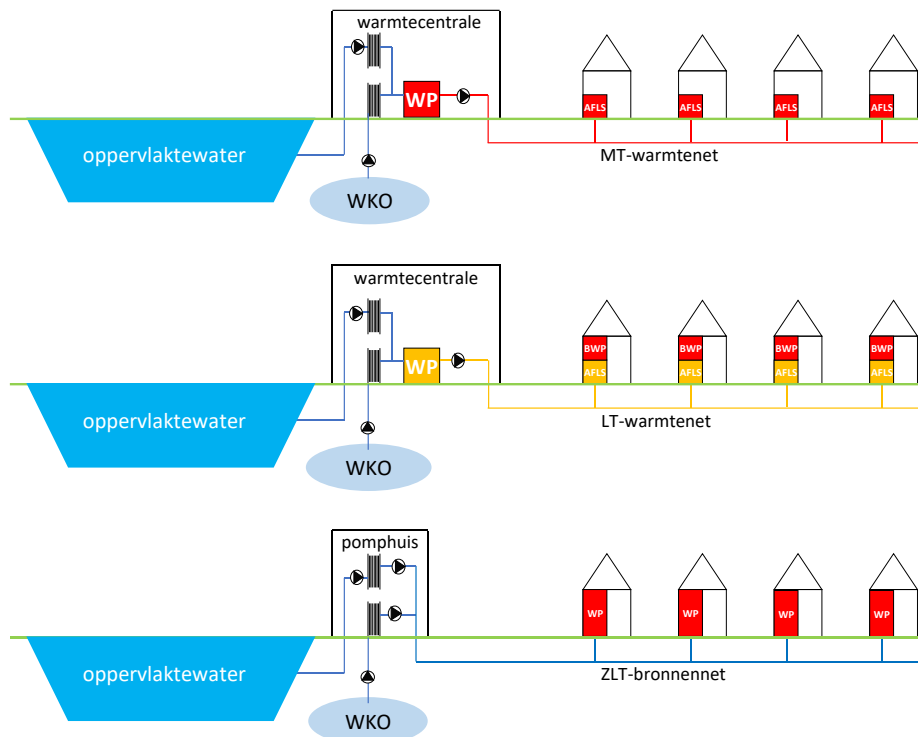 warmtecentrale
WP
AFLS AFLS AFLS AFLS
oppervlaktewater
MT-warmtenet
WKO
warmtecentrale
BWP BWP BWP BWP
WP
AFLS AFLS AFLS AFLS
oppervlaktewater
LT-warmtenet
WKO
pomphuis
WP WP WP WP
oppervlaktewater
ZLT-bronnennet
WKO